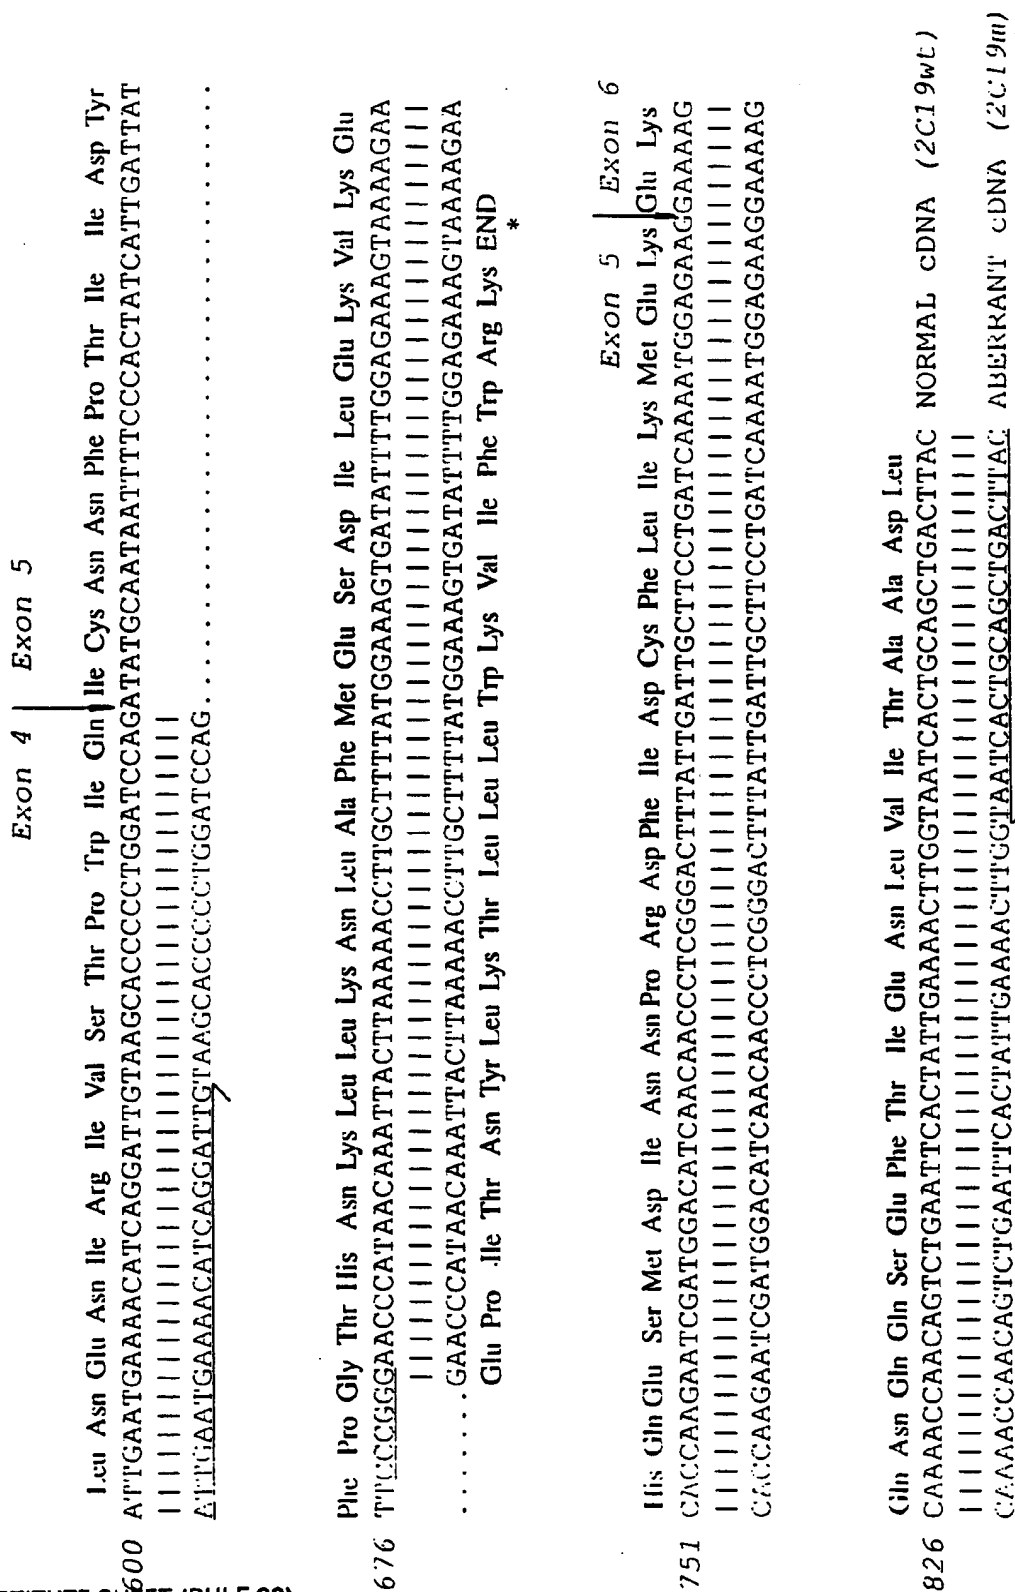 Exon 4 Exon 5
Leu Asn Glu Asn Ile Arg Ile Val Ser Thr Pro Trp Ile Gln Ile Cys Asn Asn Phe Pro Thr Ile Ile Asp Tyr
600 ATTGAATGAAAACATCAGGATTGTAAGCACCCCCTGGATCCAGATATGCAATAATTTTCCCACTATCATTGATTAT
ATTGAATGAAAACATCAGGATTGTAAGCACCCCCTGGATCCAG.................................
Phe Pro Gly Thr His Asn Lys Leu Leu Lys Asn Leu Ala Phe Met Glu Ser Asp Ile Leu Glu Lys Val Lys Glu
676 TTCCCGGGAACCCATAACAAATTACTTAAAAACCTTGCTTTTATGGAAAGTGATATTTTGGAGAAAGTAAAAGAA
.......GAACCCATAACAAATTACTTAAAAACCTTGCTTTTATGGAAAGTGATATTTTGGAGAAAGTAAAAGAA
Glu Pro Ile Thr Asn Tyr Leu Lys Thr Leu Leu Leu Trp Lys Val Ile Phe Trp Arg Lys END
*
Exon 5 Exon 6
His Gln Glu Ser Met Asp Ile Asn Asn Pro Arg Asp Phe Ile Asp Cys Phe Leu Ile Lys Met Glu Lys Glu Lys
751 CACCAAGAATCGATGGACATCAACAACCCTCGGGACTTTATTGATTGCTTCCTGATCAAAATGGAGAAGGAAAAG
CACCAAGAATCGATGGACATCAACAACCCTCGGGACTTTATTGATTGCTTCCTGATCAAAATGGAGAAGGAAAAG
Gln Asn Gln Gln Ser Glu Phe Thr Ile Glu Asn Leu Val Ile Thr Ala Ala Asp Leu
826 CAAAACCAACAGTCTGAATTCACTATTGAAAACTTGGTAATCACTGCAGCTGACTTAC NORMAL cDNA (2C19wt)
CAAAACCAACAGTCTGAATTCACTATTGAAAACTTGGTAATCACTGCAGCTGACTTAC ABERRANT cDNA (2C19m)